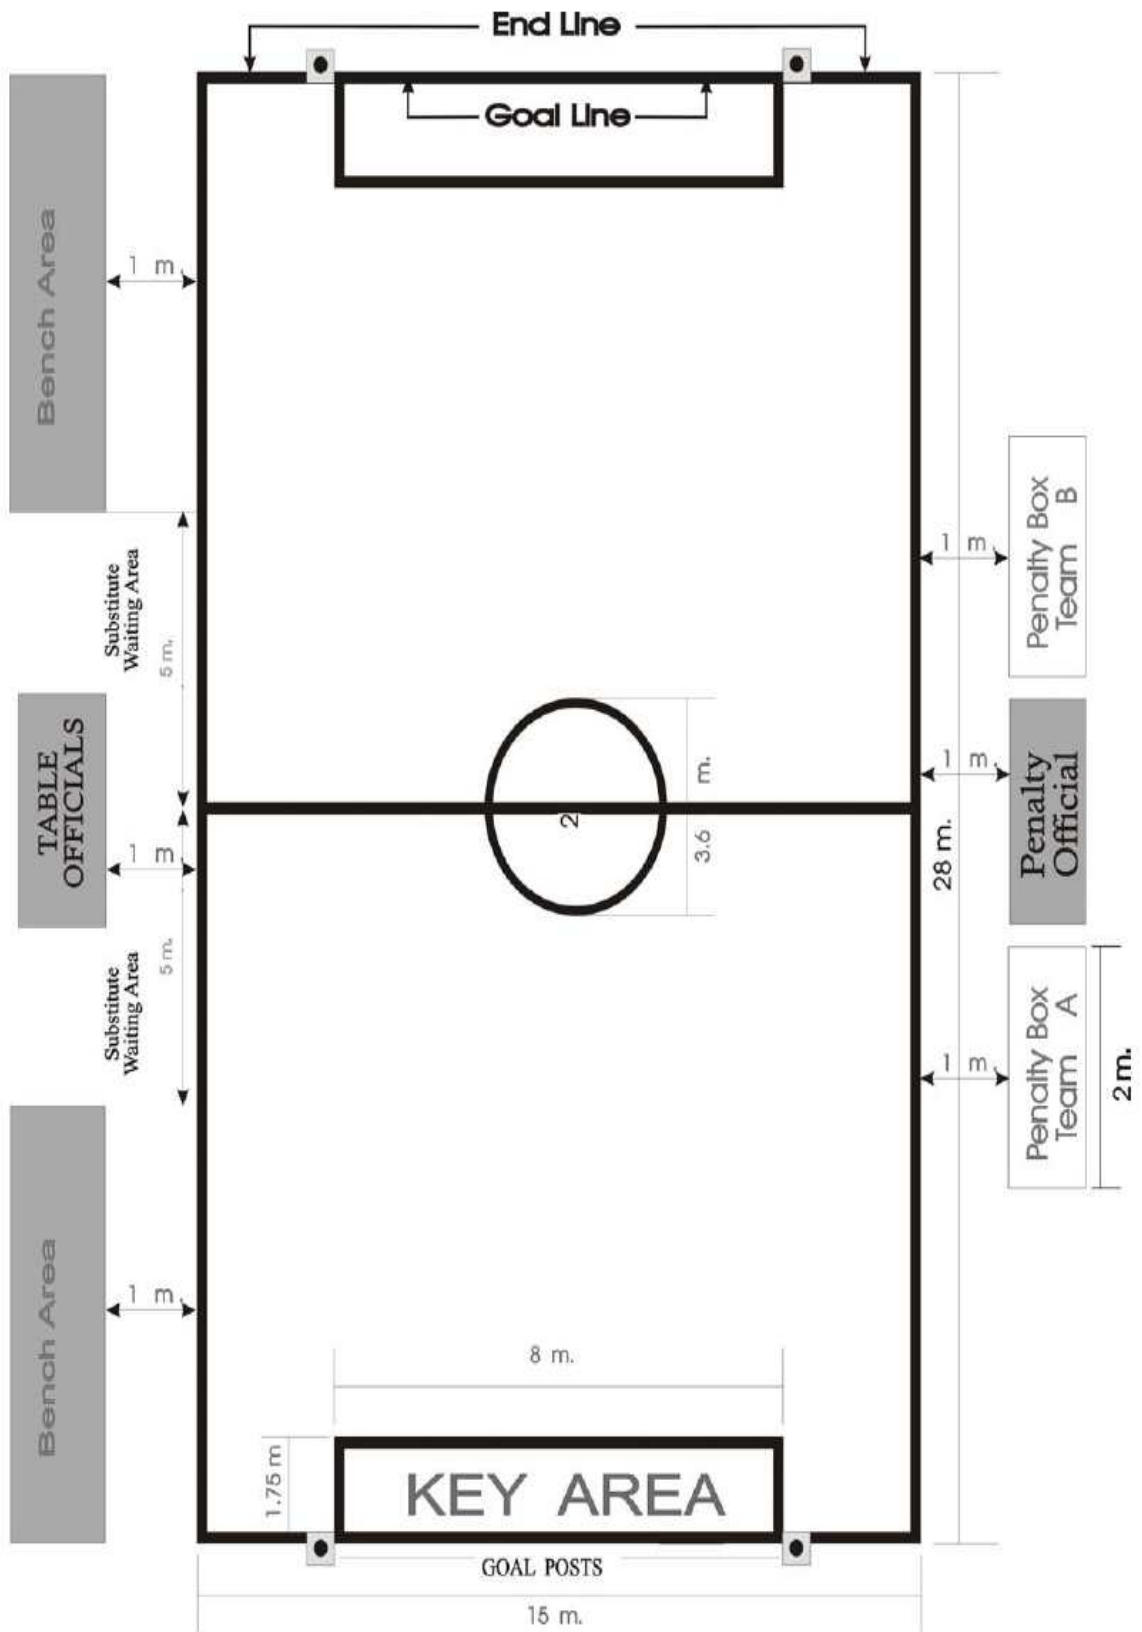 End Line
Goal Line
Bench Area
1 m.
Substitute
Waiting Area
5 m.
TABLE
OFFICIALS
1 m
Substitute
Waiting Area
5 m.
Bench Area
1 m.
2
3.6 m.
28 m.
1 m.
Penalty Box
Team B
1 m.
Penalty
Official
1 m.
Penalty Box
Team A
2 m.
8 m.
1.75 m
KEY AREA
GOAL POSTS
15 m.